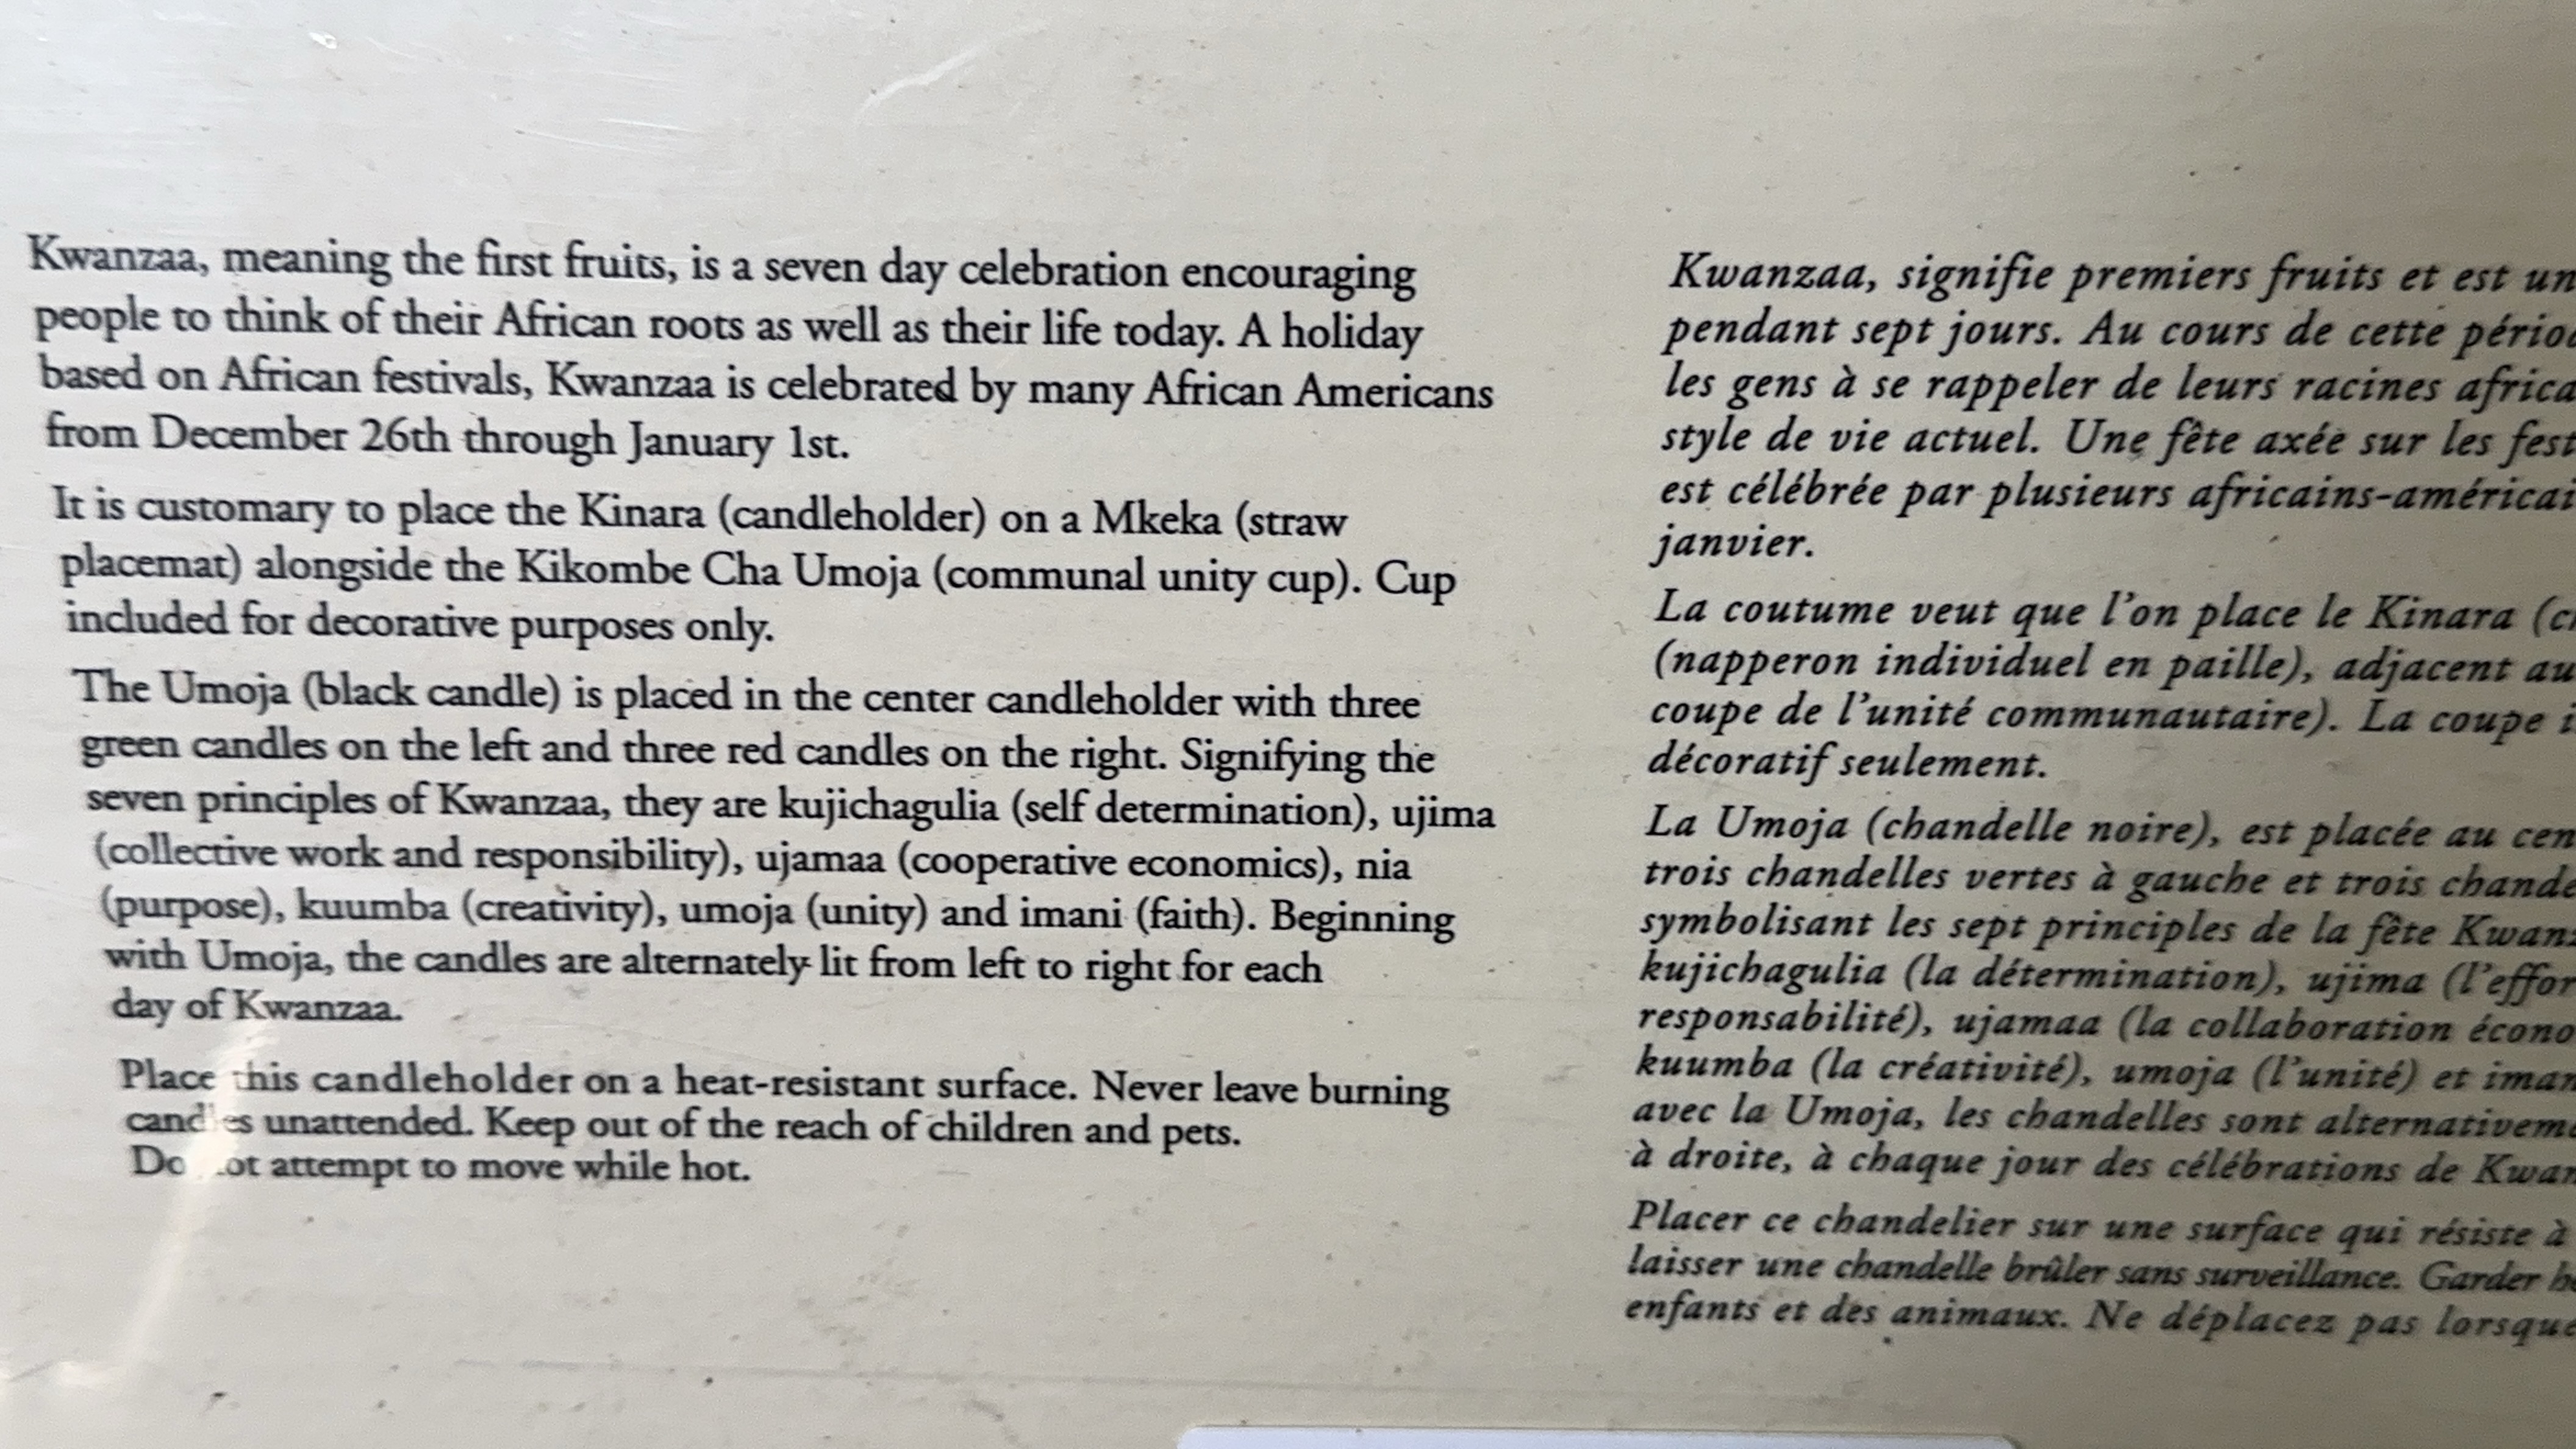 Kwanzaa, meaning the first fruits, is a seven day celebration encouraging
people to think of their African roots as well as their life today. A holiday
based on African festivals, Kwanzaa is celebrated by many African Americans
from December 26th through January 1st.
It is customary to place the Kinara (candleholder) on a Mkeka (straw
placemat) alongside the Kikombe Cha Umoja (communal unity cup). Cup
included for decorative purposes only.
The Umoja (black candle) is placed in the center candleholder with three
green candles on the left and three red candles on the right. Signifying the
seven principles of Kwanzaa, they are kujichagulia (self determination), ujima
(collective work and responsibility), ujamaa (cooperative economics), nia
(purpose), kuumba (creativity), umoja (unity) and imani (faith). Beginning
with Umoja, the candles are alternately lit from left to right for each
day of Kwanzaa.
Place this candleholder on a heat-resistant surface. Never leave burning
candles unattended. Keep out of the reach of children and pets.
Do not attempt to move while hot.
Kwanzaa, signifie premiers fruits et est un
pendant sept jours. Au cours de cette
les gens à se rappeler de leurs racines
style de vie actuel. Une fête axée sur les
est célébrée par plusieurs
janvier.
La coutume veut que l'on place le Kinara
(napperon individuel en paille), adjacent au
coupe de l'unité communautaire). La coupe
décoratif seulement.
La Umoja (chandelle noire), est placée au
trois chandelles vertes à gauche et trois
symbolisant les sept principes de la fête
kujichagulia (la détermination), ujima
responsabilité), ujamaa (la collaboration
kuumba (la créativité), umoja (l'unité) et
avec la Umoja, les chandelles sont
à droite, à chaque jour des célébrations de
Placer ce chandelier sur une surface qui résiste à
laisser une chandelle brûler sans surveillance. Garder
enfants et des animaux. Ne déplacez pas